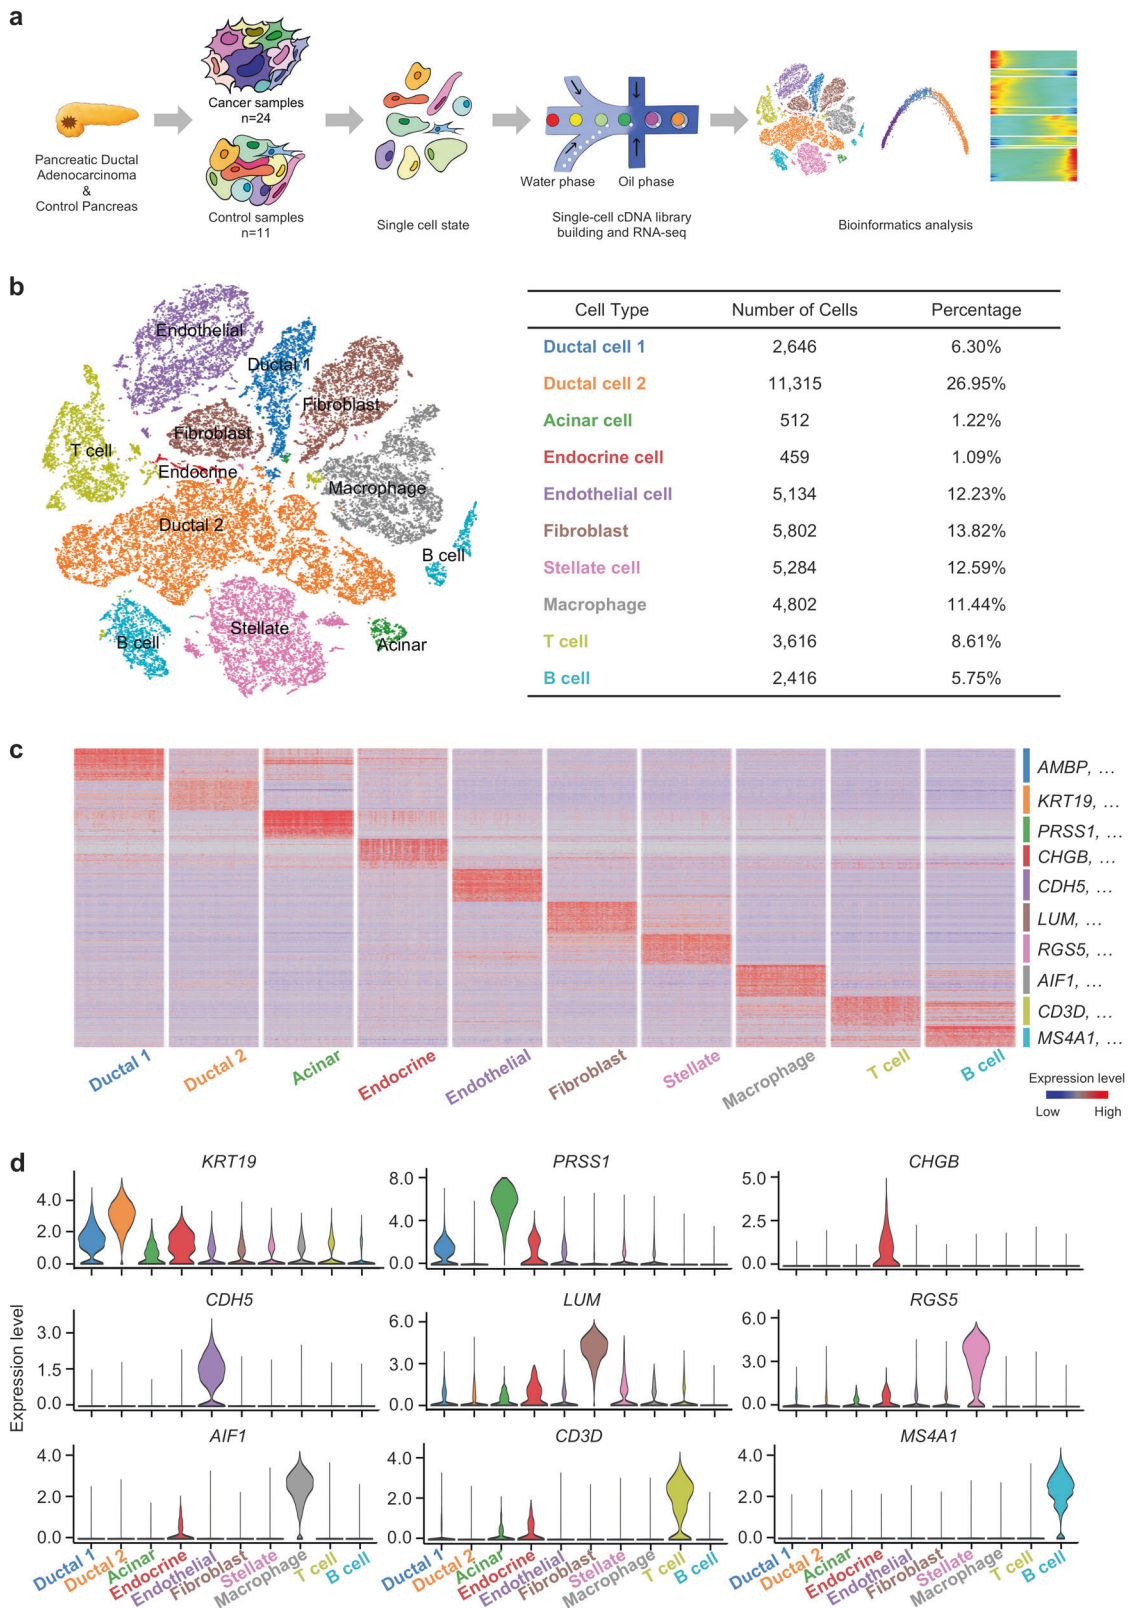 a
Cancer samples
n=24
Pancreatic Ductal
Adenocarcinoma
&
Control Pancreas
Control samples
n=11
Single cell state
Water phase
Oil phase
Single-cell cDNA library
building and RNA-seq
Bioinformatics analysis
b
Endothelial
Ductal 1
Fibroblast
Fibroblast
T cell
Endocrine
Macrophage
Ductal 2
B cell
Stellate
B cell
Acinar
Cell Type Number of Cells Percentage
Ductal cell 1 2,646 6.30%
Ductal cell 2 11,315 26.95%
Acinar cell 512 1.22%
Endocrine cell 459 1.09%
Endothelial cell 5,134 12.23%
Fibroblast 5,802 13.82%
Stellate cell 5,284 12.59%
Macrophage 4,802 11.44%
T cell 3,616 8.61%
B cell 2,416 5.75%
c
AMBP, ...
KRT19, ...
PRSS1, ...
CHGB, ...
CDH5, ...
LUM, ...
RGS5, ...
AIF1, ...
CD3D, ...
MS4A1, ...
Ductal 1 Ductal 2 Acinar Endocrine Endothelial Fibroblast Stellate Macrophage T cell B cell
Expression level
Low High
d
Expression level
KRT19
4.0
2.0
0.0
PRSS1
8.0
4.0
0.0
CHGB
5.0
2.5
0.0
CDH5
3.0
1.5
0.0
LUM
6.0
3.0
0.0
RGS5
6.0
3.0
0.0
AIF1
4.0
2.0
0.0
CD3D
4.0
2.0
0.0
MS4A1
4.0
2.0
0.0
Ductal 1 Ductal 2 Acinar Endocrine Endothelial Fibroblast Stellate Macrophage T cell B cell
Ductal 1 Ductal 2 Acinar Endocrine Endothelial Fibroblast Stellate Macrophage T cell B cell
Ductal 1 Ductal 2 Acinar Endocrine Endothelial Fibroblast Stellate Macrophage T cell B cell